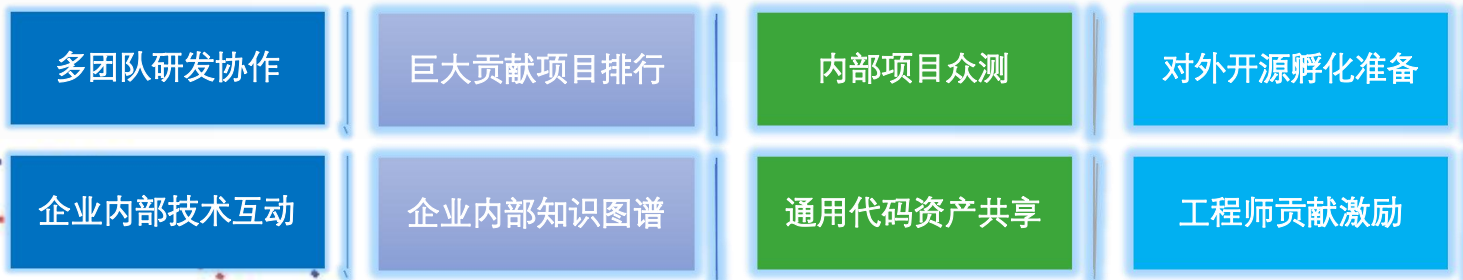 多团队研发协作
巨大贡献项目排行
内部项目众测
对外开源孵化准备
企业内部技术互动
企业内部知识图谱
通用代码资产共享
工程师贡献激励